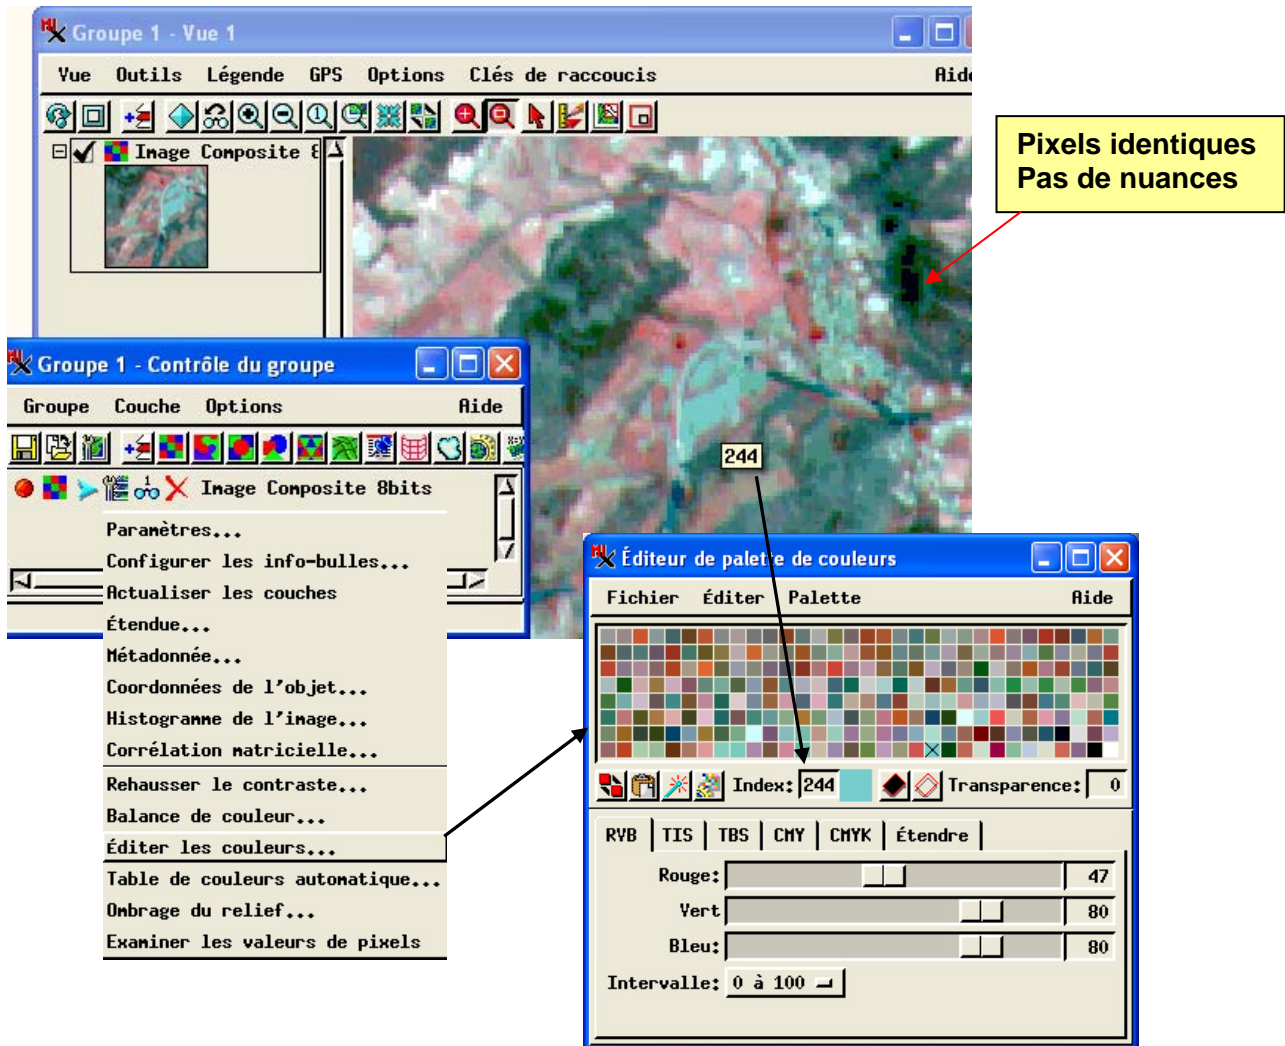 Groupe 1 - Vue 1
Vue Outils Légende GPS Options Clés de raccoucis Aide
Image Composite 8
Pixels identiques
Pas de nuances
244
Groupe 1 - Contrôle du groupe
Groupe Couche Options Aide
1 Image Composite 8bits
Paramètres...
Configurer les info-bulles...
Actualiser les couches
Étendue...
Métadonnée...
Coordonnées de l'objet...
Histogramme de l'image...
Corrélation matricielle...
Rehausser le contraste...
Balance de couleur...
Éditer les couleurs...
Table de couleurs automatique...
Ombrage du relief...
Examiner les valeurs de pixels
Éditeur de palette de couleurs
Fichier Éditer Palette Aide
Index: 244 Transparence: 0
RVB TIS TBS CMY CMYK Étendre
Rouge: 47
Vert 80
Bleu: 80
Intervalle: 0 à 100